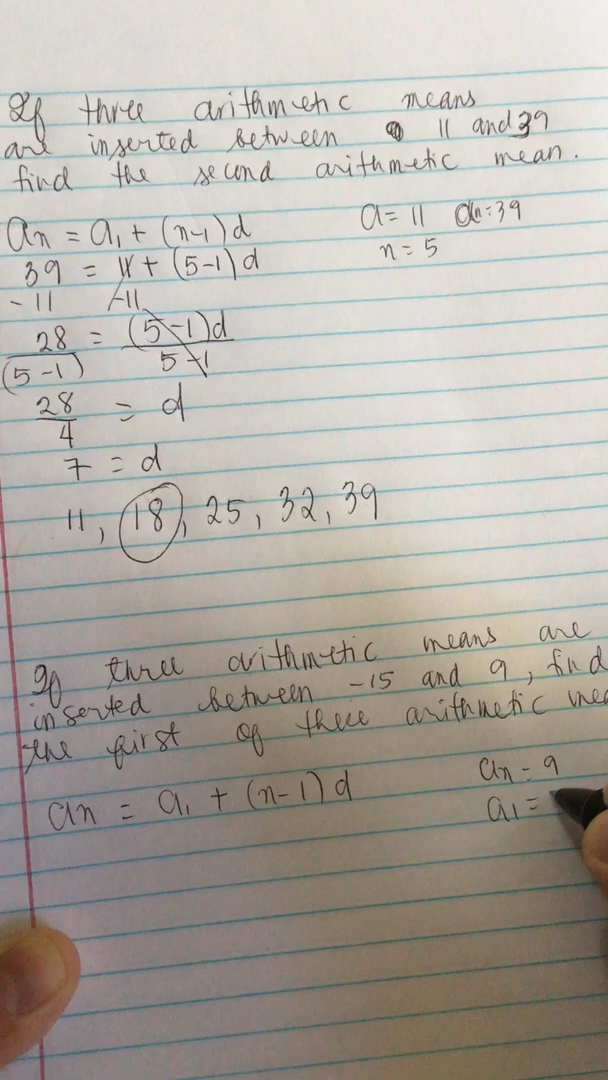 If three arithmetic means
are inserted between 11 and 39
find the second arithmetic mean.
an = a1 + (n-1)d
a = 11 an = 39
39 = 11 + (5-1)d
n = 5
-11 -11
28 = (5-1)d
(5-1) 5-1
28 = d
4
7 = d
11, 18, 25, 32, 39
If three arithmetic means are
inserted between -15 and 9, find
the first of these arithmetic mea
an = a1 + (n-1)d
an = 9
a1 =